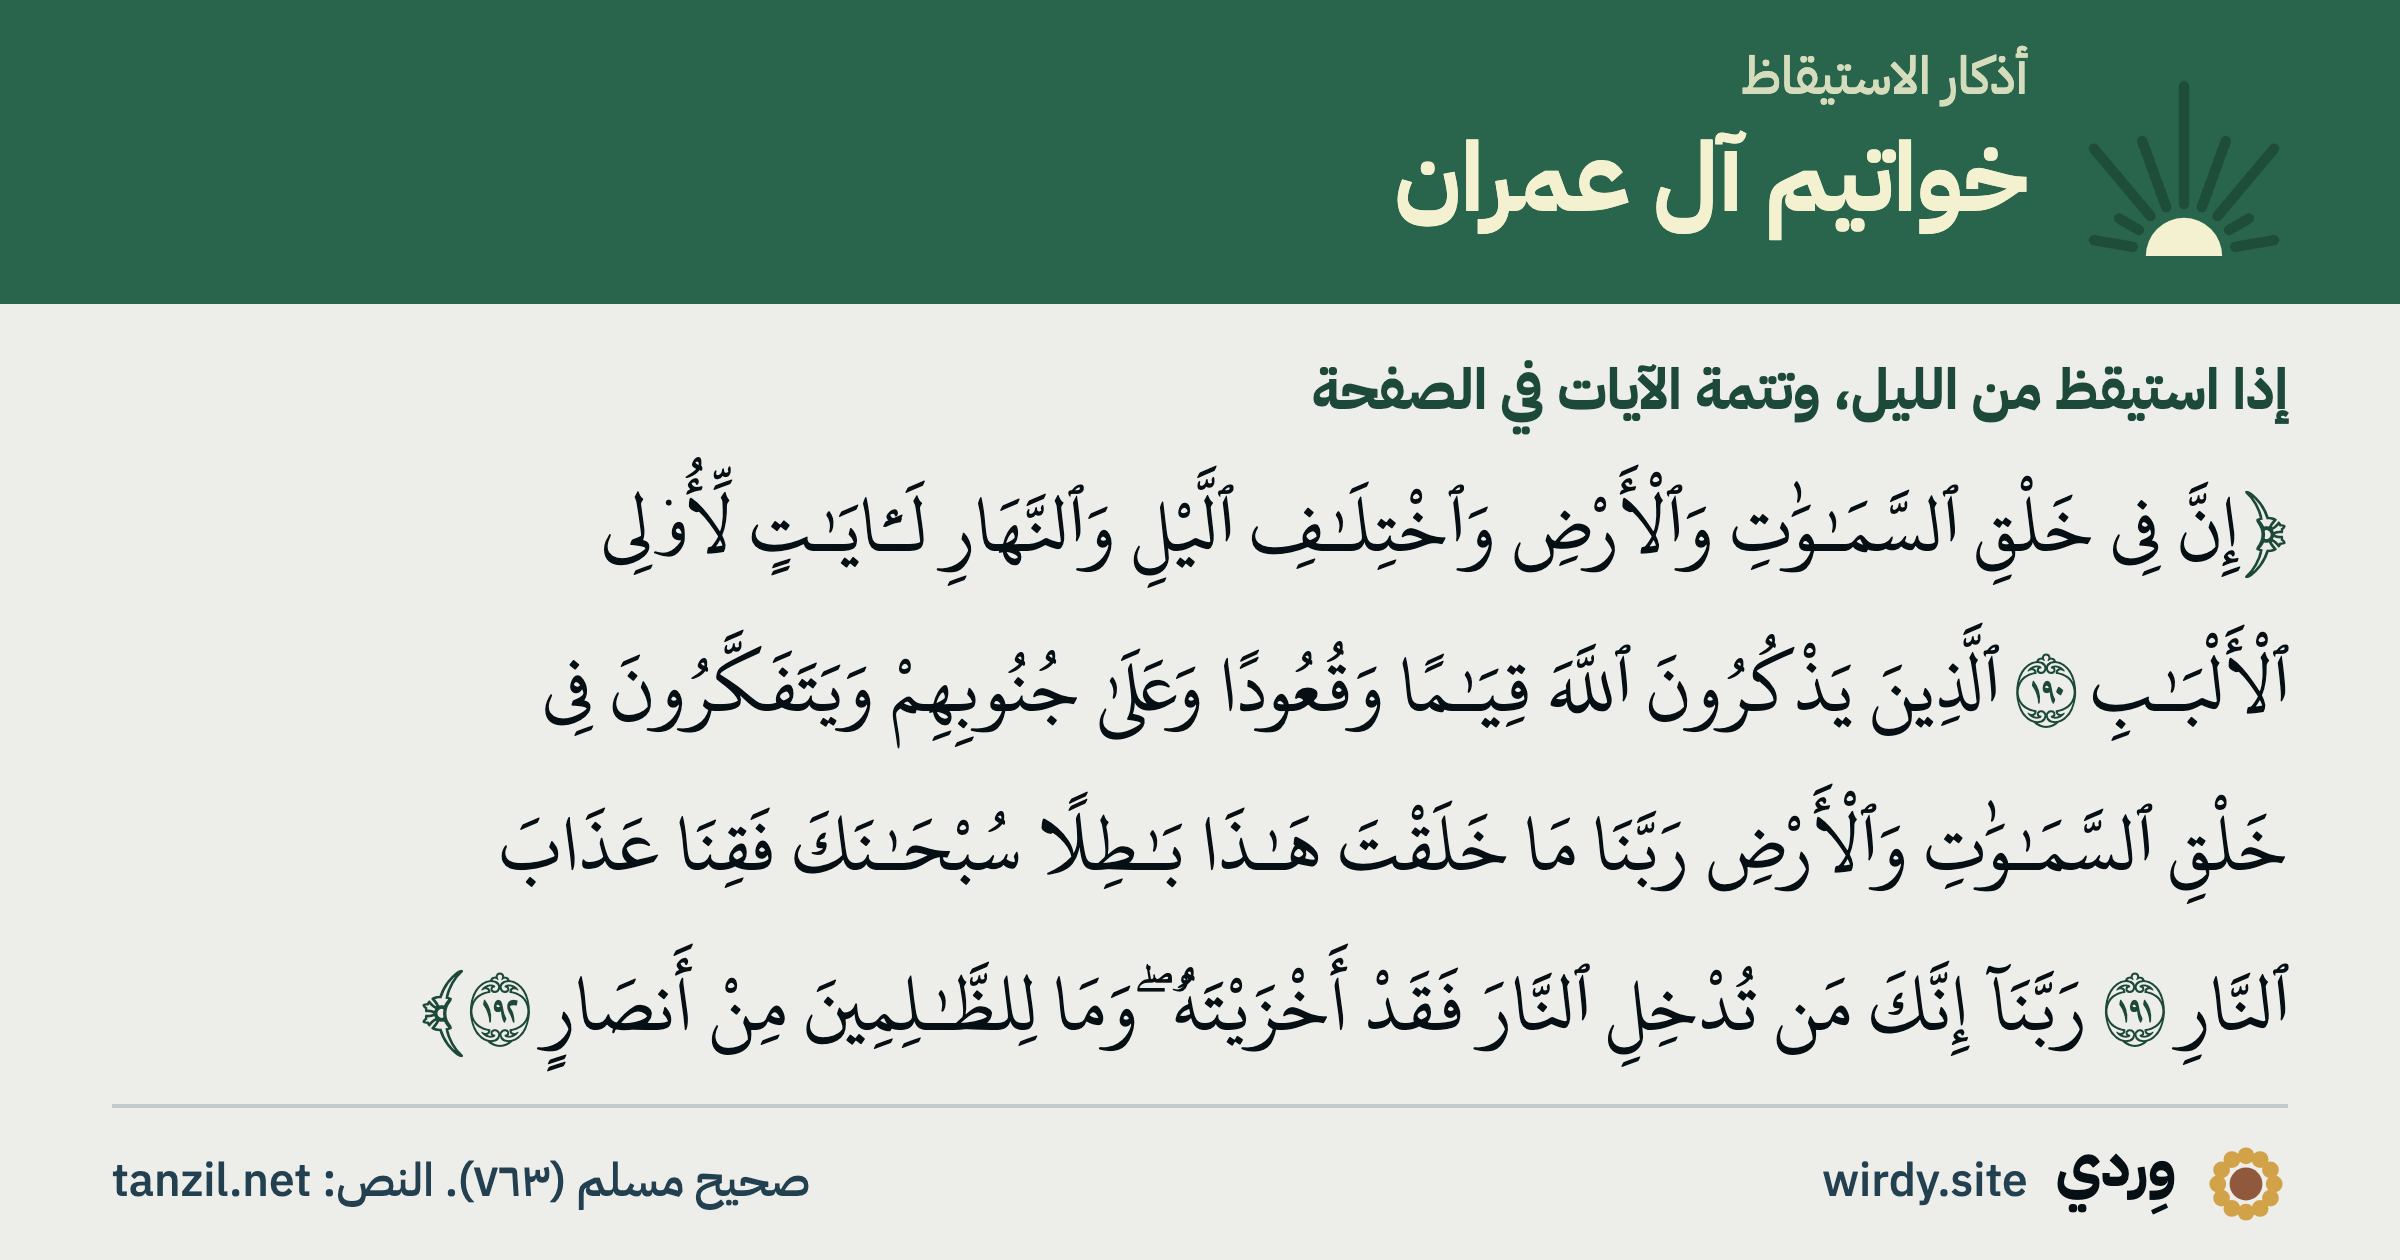 أذكار الاستيقاظ
خواتيم آل عمران
إذا استيقظ من الليل، وتتمة الآيات في الصفحة
﴿إِنَّ فِى خَلْقِ ٱلسَّمَـٰوَٰتِ وَٱلْأَرْضِ وَٱخْتِلَـٰفِ ٱلَّيْلِ وَٱلنَّهَارِ لَـَٔايَـٰتٍ لِّأُو۟لِى
ٱلْأَلْبَـٰبِ ١٩٠ ٱلَّذِينَ يَذْكُرُونَ ٱللَّهَ قِيَـٰمًا وَقُعُودًا وَعَلَىٰ جُنُوبِهِمْ وَيَتَفَكَّرُونَ فِى
خَلْقِ ٱلسَّمَـٰوَٰتِ وَٱلْأَرْضِ رَبَّنَا مَا خَلَقْتَ هَـٰذَا بَـٰطِلًا سُبْحَـٰنَكَ فَقِنَا عَذَابَ
ٱلنَّارِ ١٩١ رَبَّنَآ إِنَّكَ مَن تُدْخِلِ ٱلنَّارَ فَقَدْ أَخْزَيْتَهُۥ ۖ وَمَا لِلظَّـٰلِمِينَ مِنْ أَنصَارٍ ١٩٢﴾
وِردي wirdy.site
صحيح مسلم (٧٦٣). النص: tanzil.net